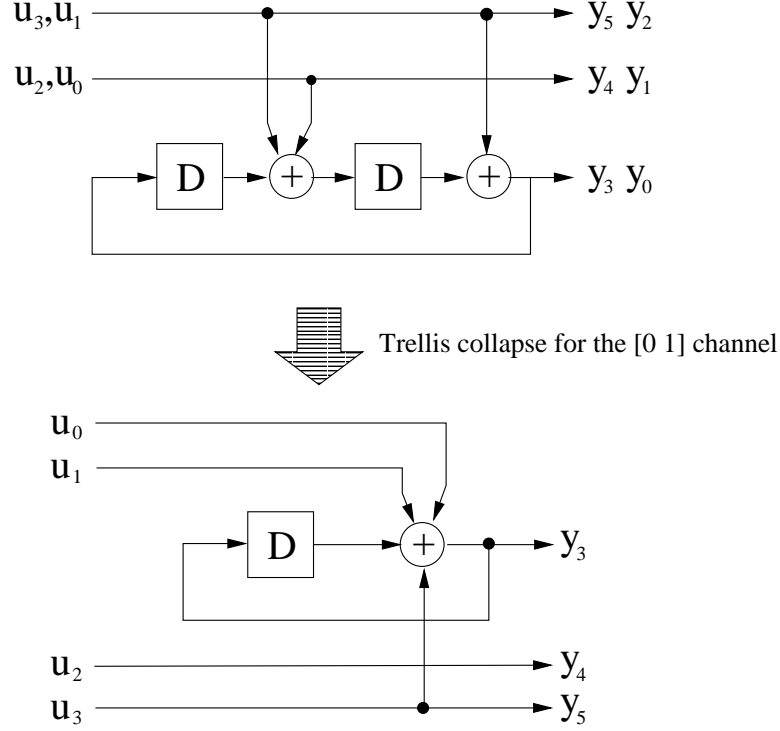 u₃,u₁ y₅ y₂
u₂,u₀ y₄ y₁
D + D + y₃ y₀
Trellis collapse for the [0 1] channel
u₀
u₁
D + y₃
u₂ y₄
u₃ y₅